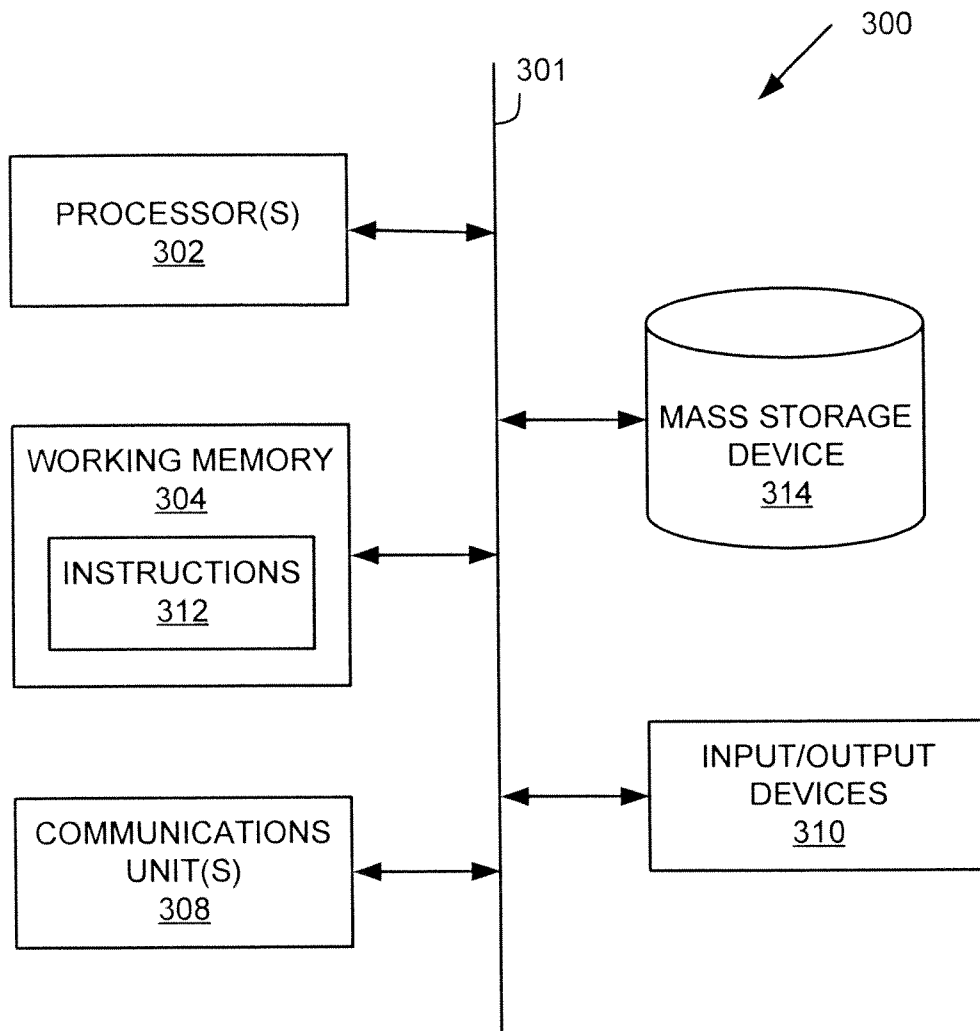 300
301
PROCESSOR(S)
302
WORKING MEMORY
304
INSTRUCTIONS
312
COMMUNICATIONS
UNIT(S)
308
MASS STORAGE
DEVICE
314
INPUT/OUTPUT
DEVICES
310